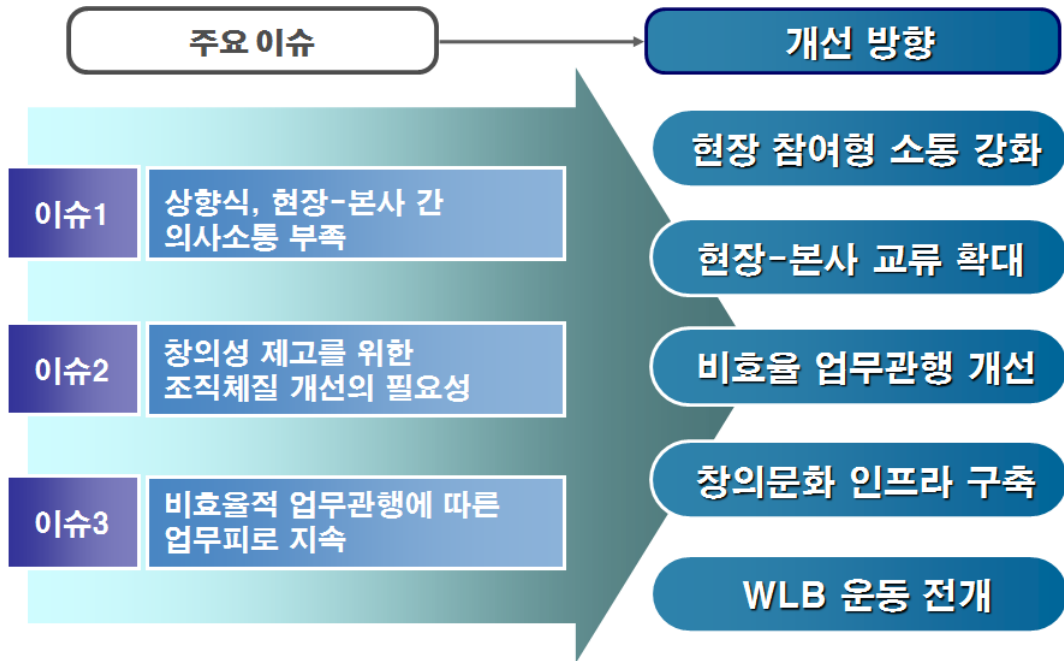 주요 이슈
개선 방향
이슈1
상향식, 현장-본사 간
의사소통 부족
이슈2
창의성 제고를 위한
조직체질 개선의 필요성
이슈3
비효율적 업무관행에 따른
업무피로 지속
현장 참여형 소통 강화
현장-본사 교류 확대
비효율 업무관행 개선
창의문화 인프라 구축
WLB 운동 전개